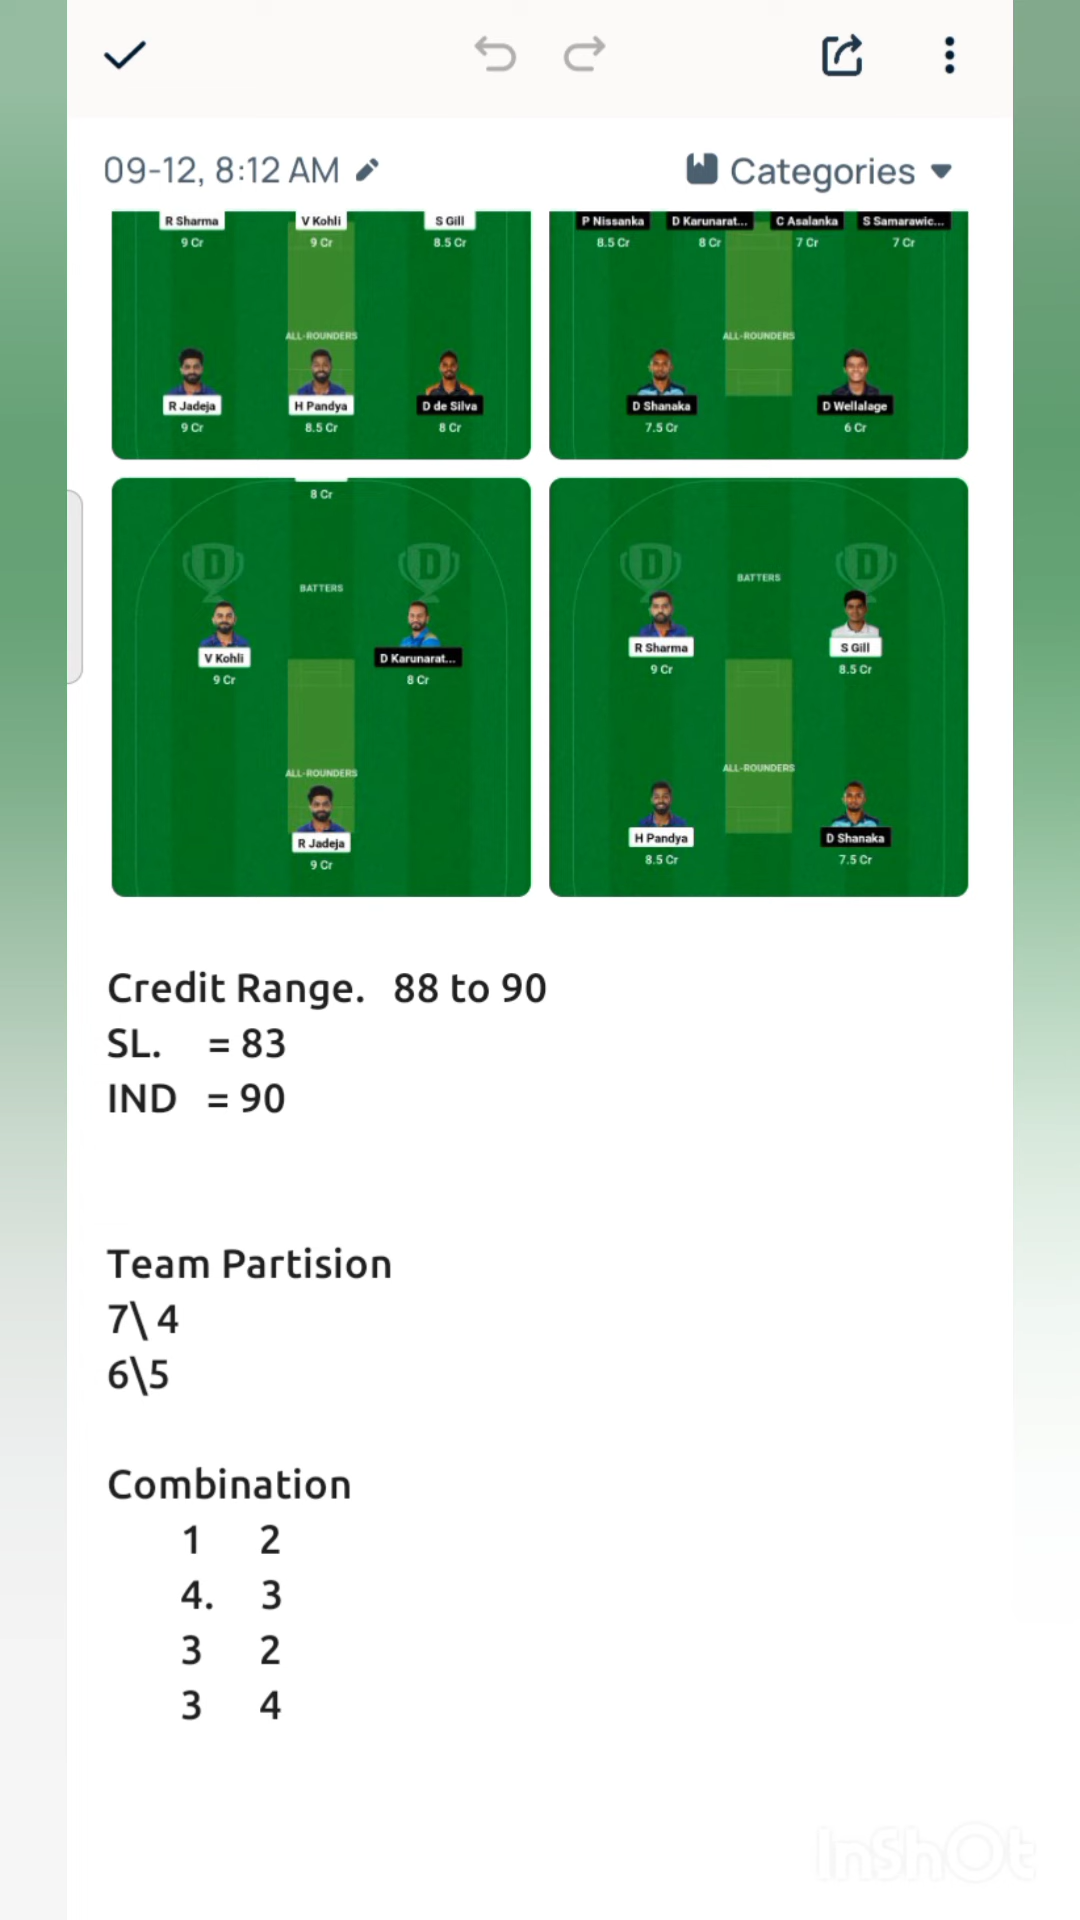 09-12, 8:12 AM
Categories
R Sharma V Kohli S Gill
9 Cr 9 Cr 8.5 Cr
ALL-ROUNDERS
R Jadeja H Pandya D de Silva
9 Cr 8.5 Cr 8 Cr
P Nissanka D Karunarat... C Asalanka S Samarawic...
8.5 Cr 8 Cr 7 Cr 7 Cr
ALL-ROUNDERS
D Shanaka D Wellalage
7.5 Cr 6 Cr
8 Cr
D D
BATTERS
V Kohli D Karunarat...
9 Cr 8 Cr
ALL-ROUNDERS
R Jadeja
9 Cr
D D
BATTERS
R Sharma S Gill
9 Cr 8.5 Cr
ALL-ROUNDERS
H Pandya D Shanaka
8.5 Cr 7.5 Cr
Credit Range. 88 to 90
SL. = 83
IND = 90
Team Partision
7\ 4
6\5
Combination
1 2
4. 3
3 2
3 4
InShOt